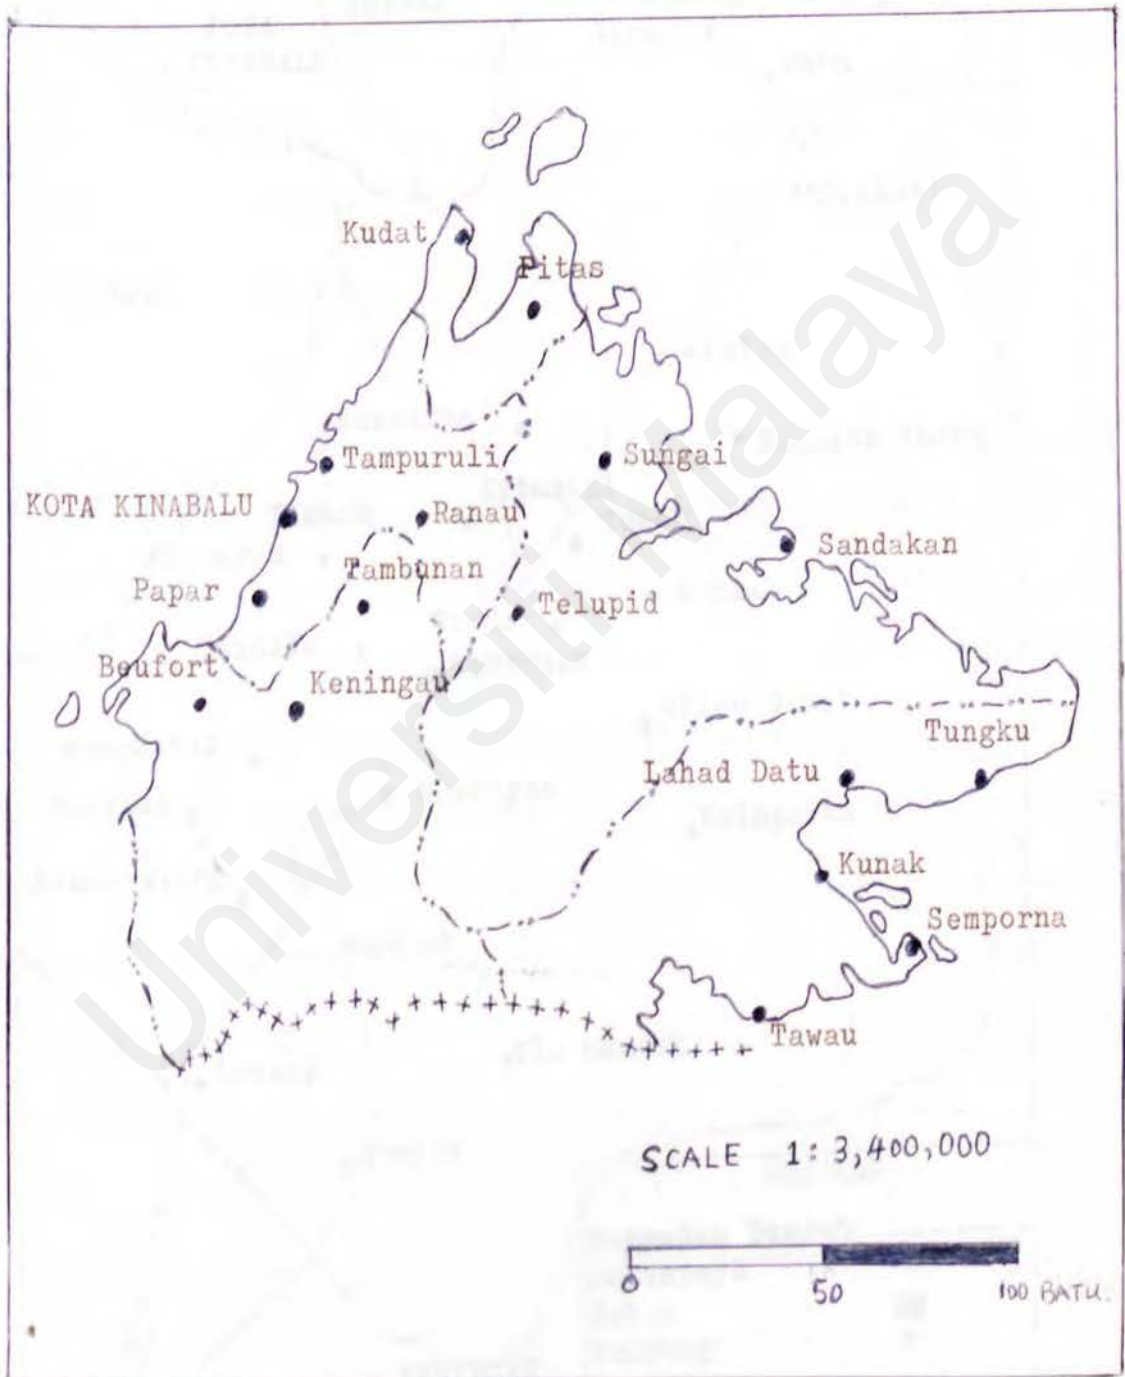 Kudat
Pitas
Tampuruli
Sungai
KOTA KINABALU
Ranau
Sandakan
Tambunan
Papar
Telupid
Beufort
Keningau
Tungku
Lahad Datu
Kunak
Semporna
Tawau
SCALE 1: 3,400,000
0 50 100 BATU.
Universiti Malaya